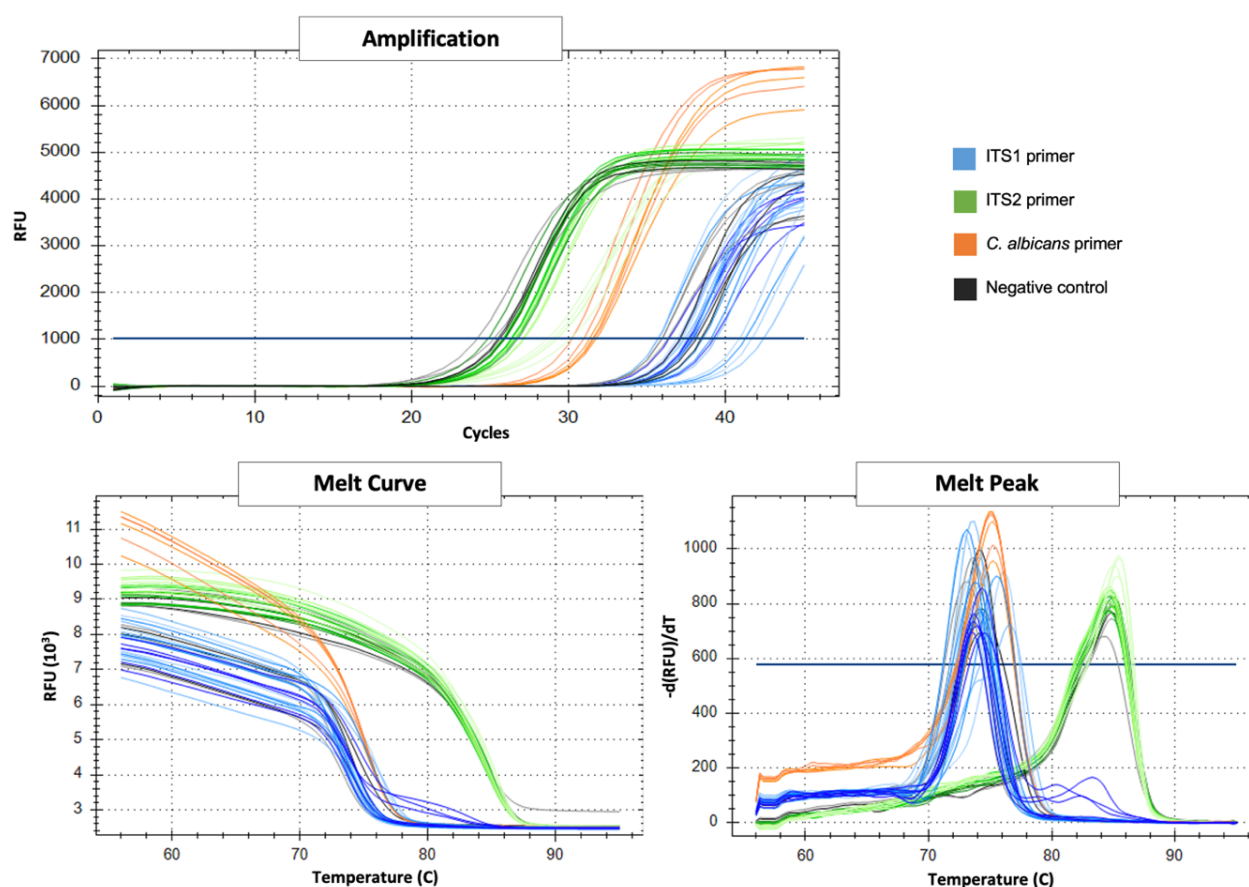 Amplification
7000
6000
5000
4000
3000
2000
1000
0
RFU
0 10 20 30 40
Cycles
ITS1 primer
ITS2 primer
C. albicans primer
Negative control
Melt Curve
11
10
9
8
7
6
5
4
3
RFU (10³)
60 70 80 90
Temperature (C)
Melt Peak
1000
800
600
400
200
0
-d(RFU)/dT
60 70 80 90
Temperature (C)